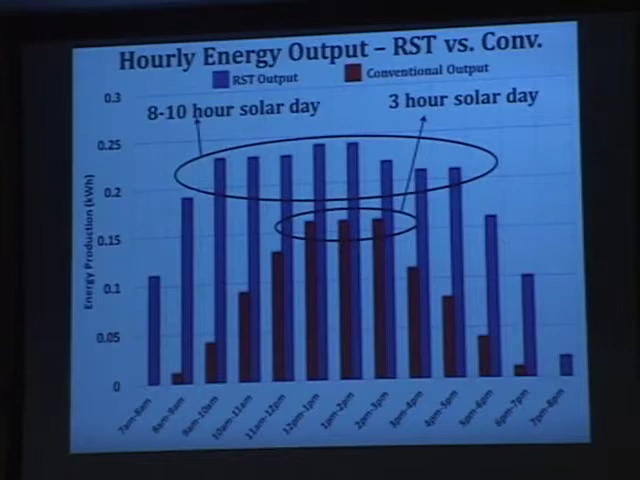 Hourly Energy Output – RST vs. Conv.
RST Output
Conventional Output
8-10 hour solar day
3 hour solar day
Energy Production (kWh)
0.3
0.25
0.2
0.15
0.1
0.05
0
7am-8am
8am-9am
9am-10am
10am-11am
11am-12pm
12pm-1pm
1pm-2pm
2pm-3pm
3pm-4pm
4pm-5pm
5pm-6pm
6pm-7pm
7pm-8pm